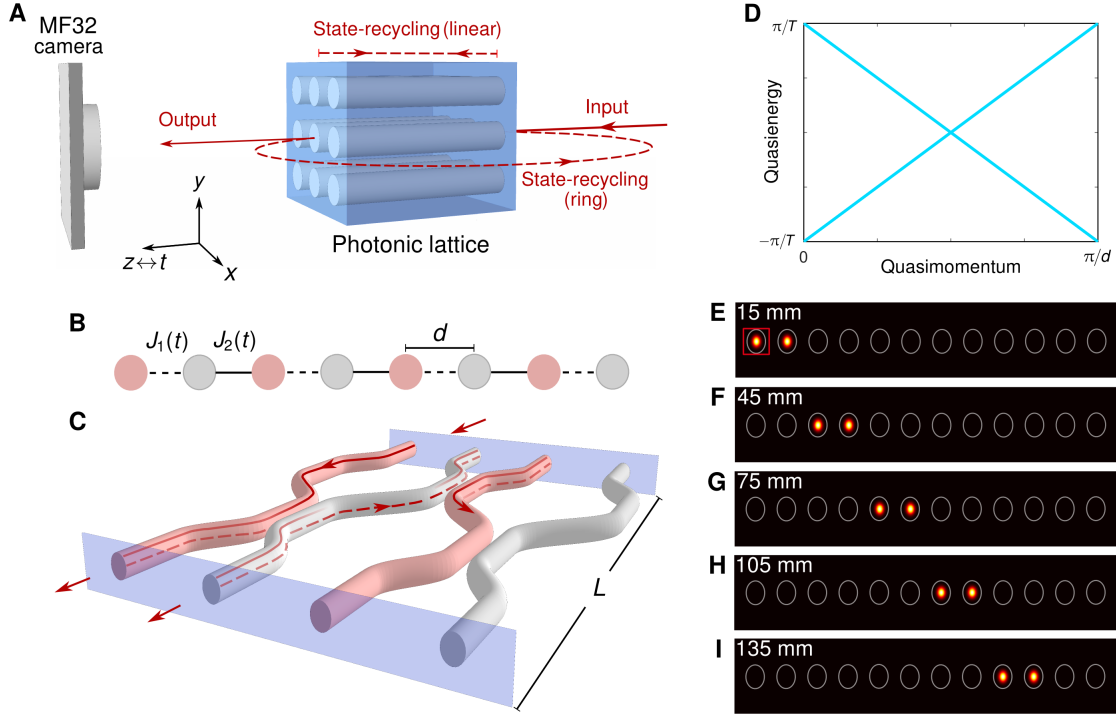 A
MF32
camera
State-recycling (linear)
Input
Output
State-recycling
(ring)
y
z↔t
x
Photonic lattice
B
J₁(t)
J₂(t)
d
C
L
D
π/T
Quasienergy
−π/T
0
Quasimomentum
π/d
E
15 mm
F
45 mm
G
75 mm
H
105 mm
I
135 mm